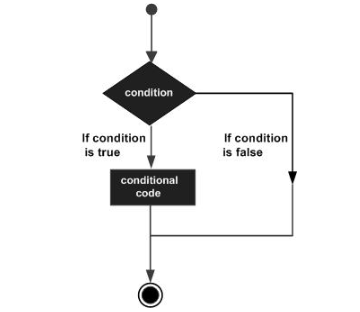 condition
If condition
is true
If condition
is false
conditional
code